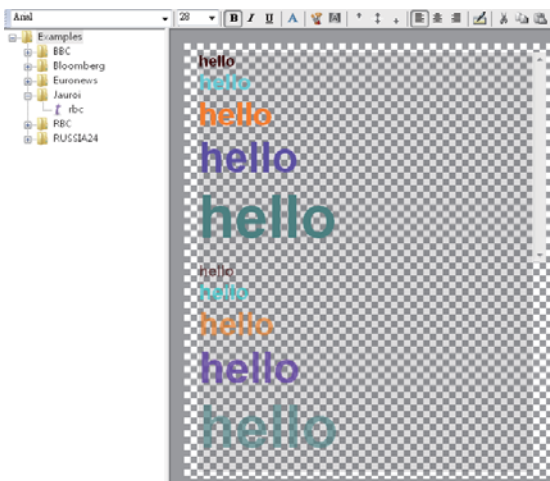 Arial 28 B I U A
Examples
BBC
Bloomberg
Euronews
Jauroi
rbc
RBC
RUSSIA24
hello
hello
hello
hello
hello
hello
hello
hello
hello
hello